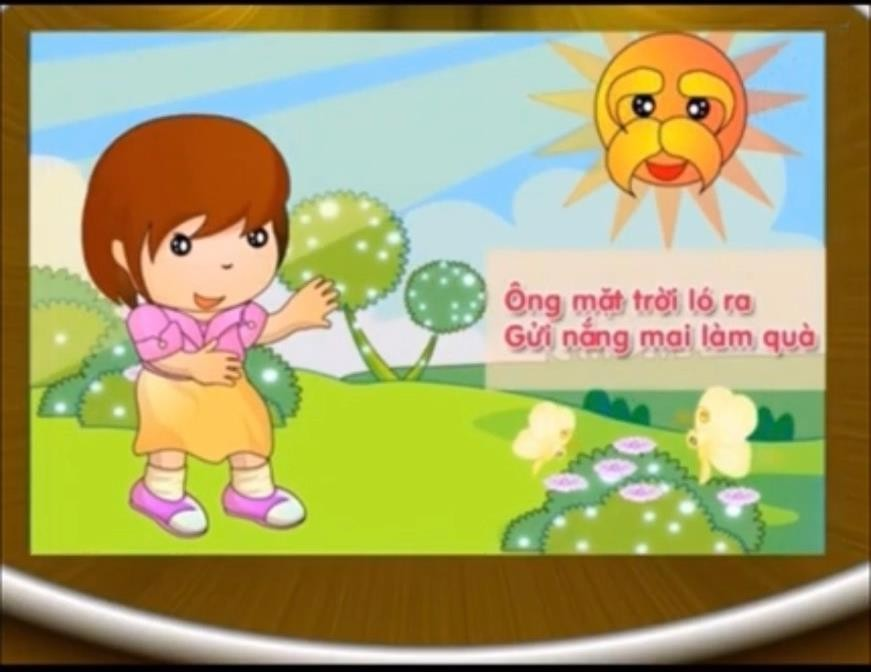 Ông mặt trời ló ra
Gửi nắng mai làm quà